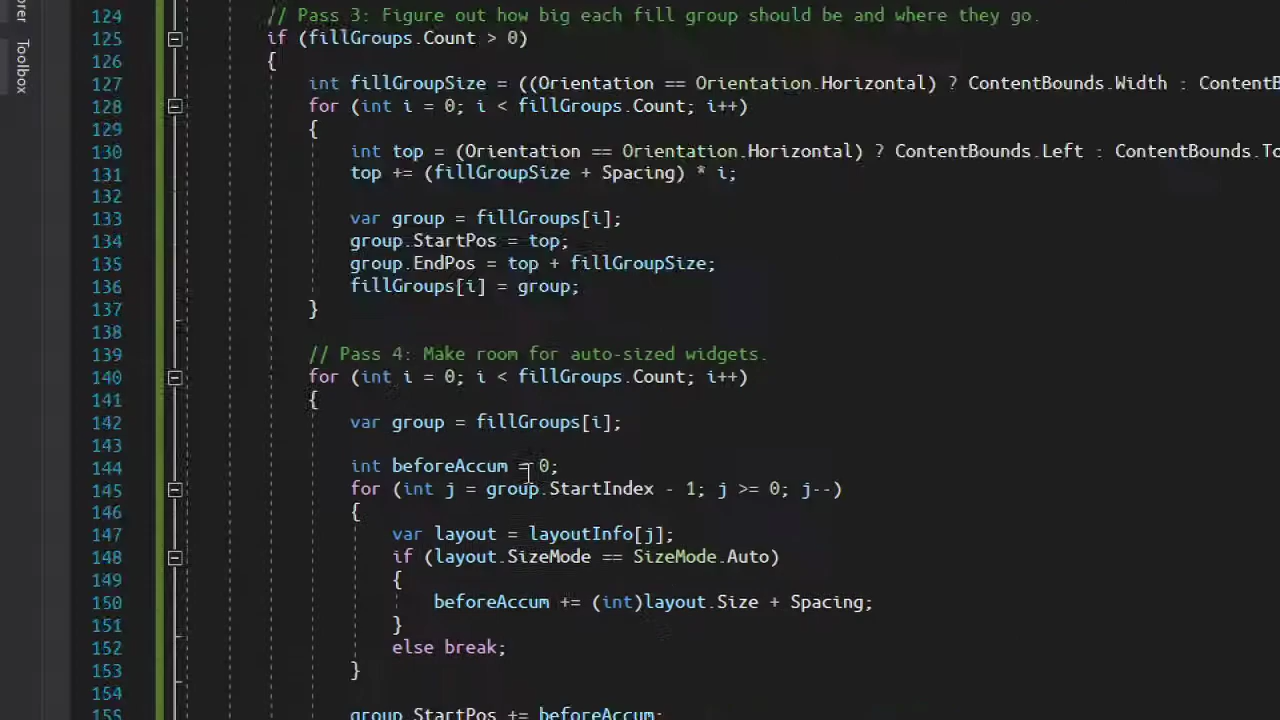 orer
Toolbox
124 // Pass 3: Figure out how big each fill group should be and where they go.
125 if (fillGroups.Count > 0)
126 {
127 int fillGroupSize = ((Orientation == Orientation.Horizontal) ? ContentBounds.Width : ContentB
128 for (int i = 0; i < fillGroups.Count; i++)
129 {
130 int top = (Orientation == Orientation.Horizontal) ? ContentBounds.Left : ContentBounds.To
131 top += (fillGroupSize + Spacing) * i;
132
133 var group = fillGroups[i];
134 group.StartPos = top;
135 group.EndPos = top + fillGroupSize;
136 fillGroups[i] = group;
137 }
138
139 // Pass 4: Make room for auto-sized widgets.
140 for (int i = 0; i < fillGroups.Count; i++)
141 {
142 var group = fillGroups[i];
143
144 int beforeAccum = 0;
145 for (int j = group.StartIndex - 1; j >= 0; j--)
146 {
147 var layout = layoutInfo[j];
148 if (layout.SizeMode == SizeMode.Auto)
149 {
150 beforeAccum += (int)layout.Size + Spacing;
151 }
152 else break;
153 }
154
155 group.StartPos += beforeAccum;